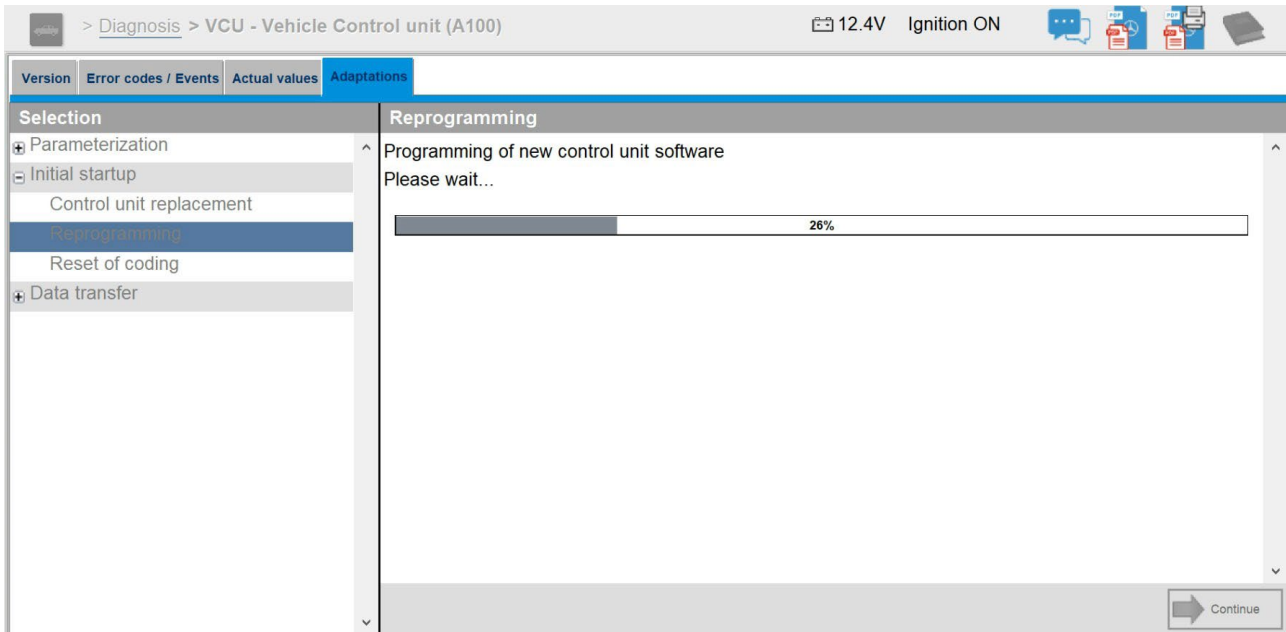 > Diagnosis > VCU - Vehicle Control unit (A100)
12.4V Ignition ON
PDF
PDF
Version Error codes / Events Actual values Adaptations
Selection
Parameterization
Initial startup
Control unit replacement
Reprogramming
Reset of coding
Data transfer
Reprogramming
Programming of new control unit software
Please wait...
26%
Continue